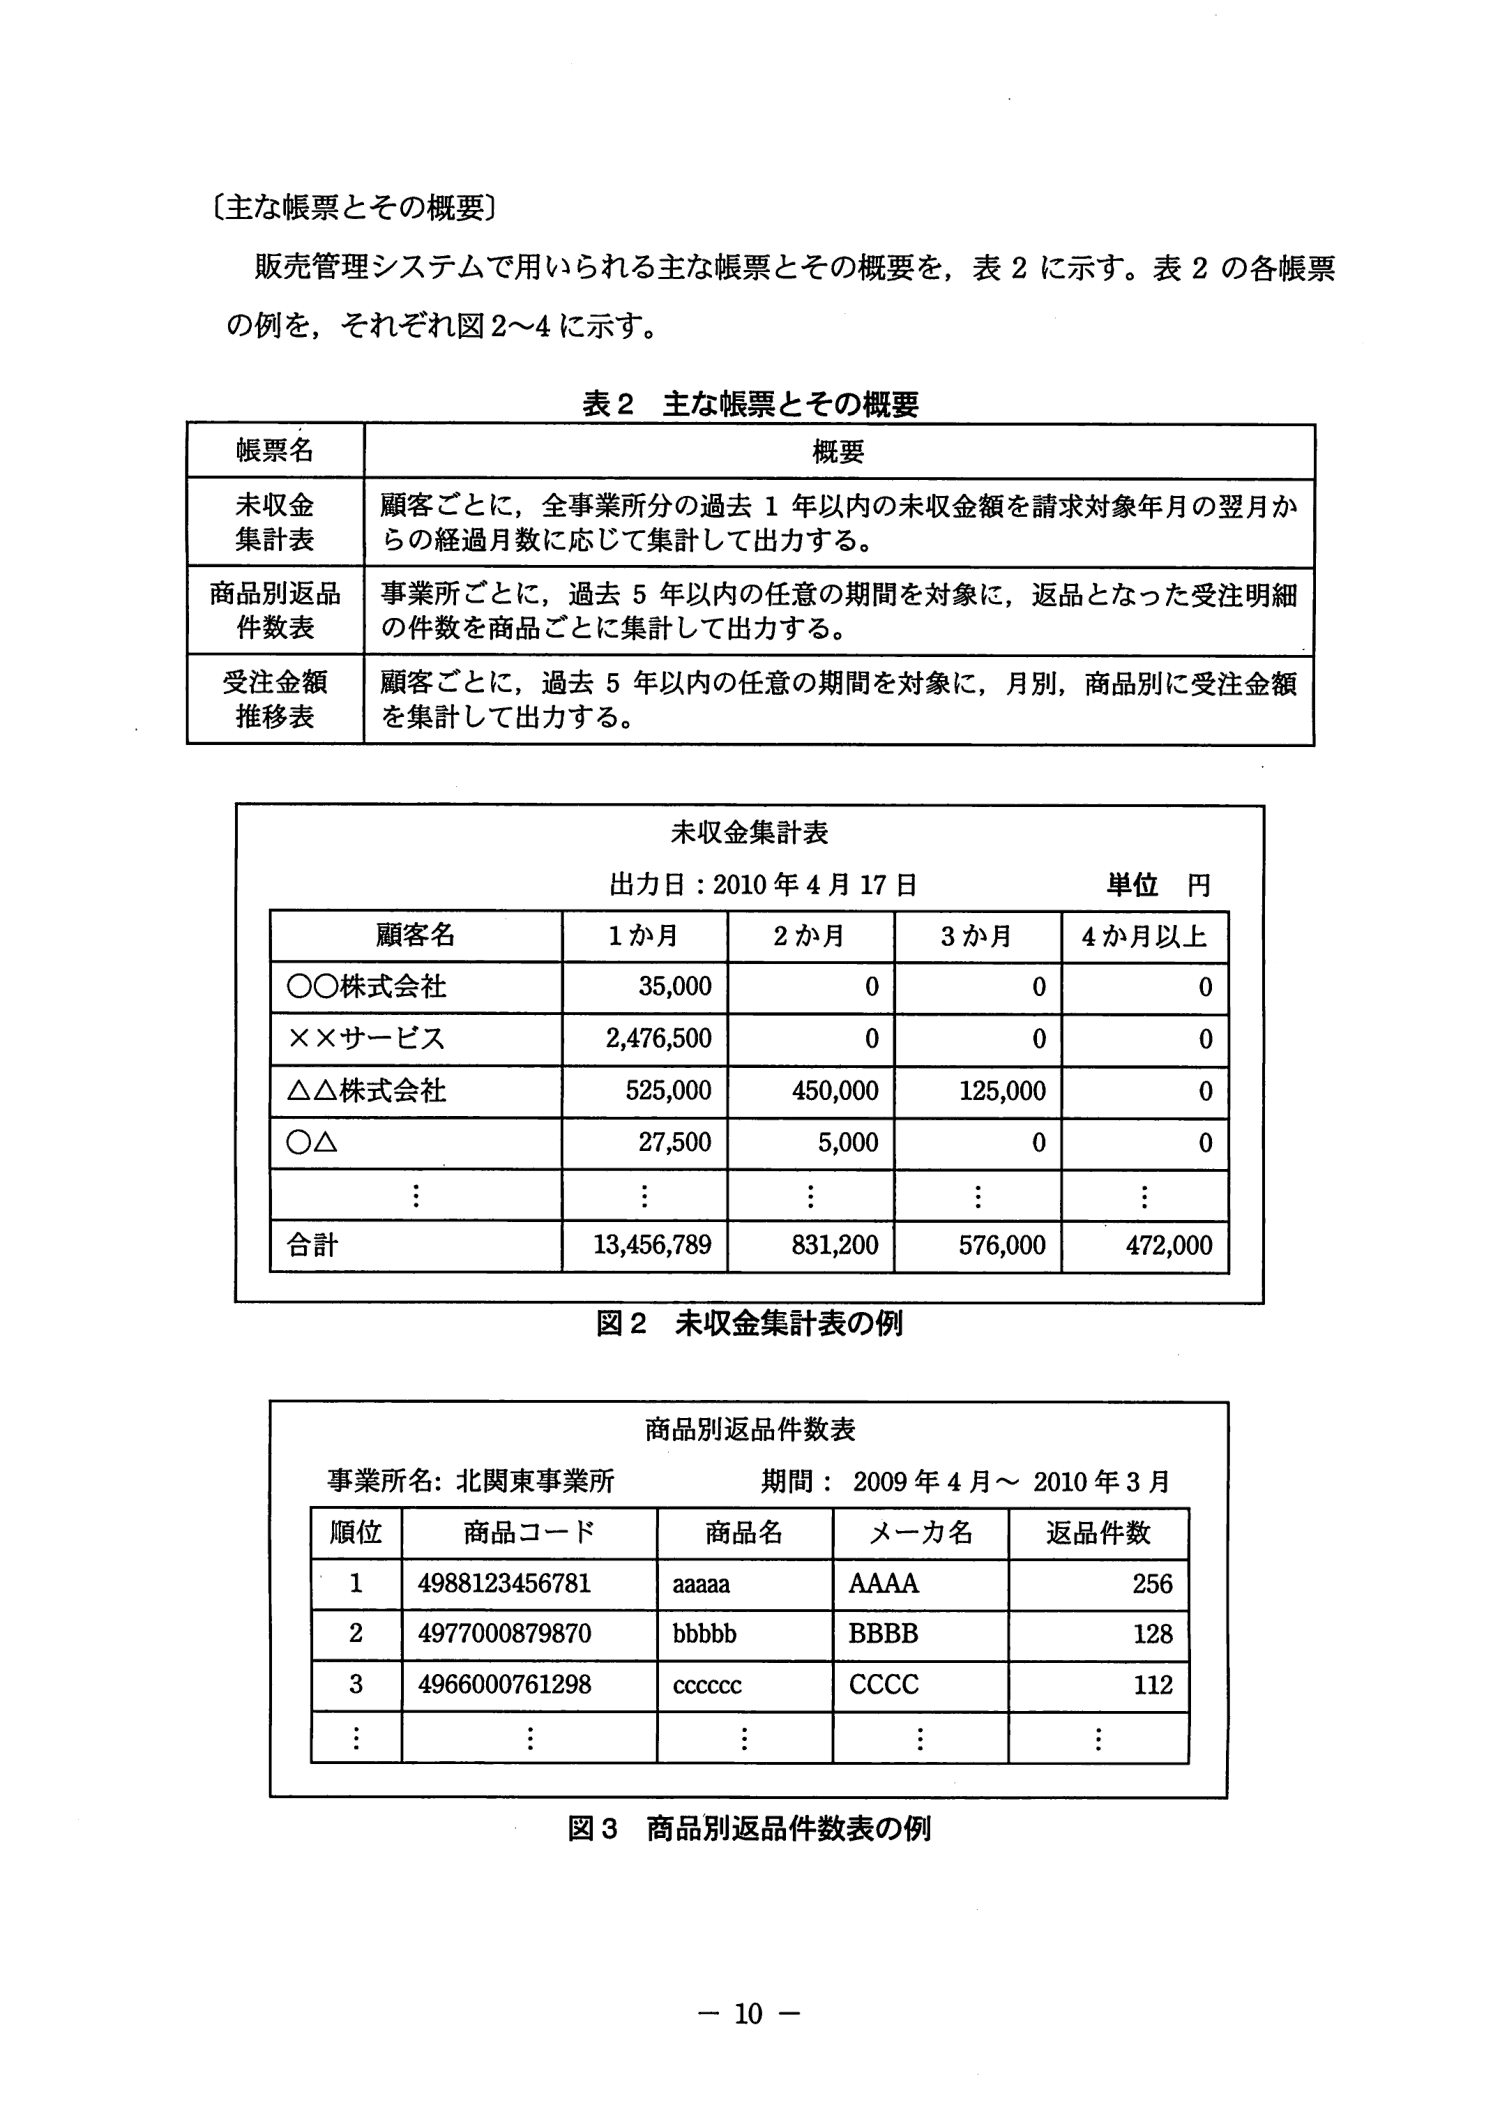 〔主な帳票とその概要〕
販売管理システムで用いられる主な帳票とその概要を，表 2 に示す。表 2 の各帳票
の例を，それぞれ図 2～4 に示す。
表 2　主な帳票とその概要
帳票名　概要
未収金　顧客ごとに，全事業所分の過去 1 年以内の未収金額を請求対象年月の翌月か
集計表　らの経過月数に応じて集計して出力する。
商品別返品　事業所ごとに，過去 5 年以内の任意の期間を対象に，返品となった受注明細
件数表　の件数を商品ごとに集計して出力する。
受注金額　顧客ごとに，過去 5 年以内の任意の期間を対象に，月別，商品別に受注金額
推移表　を集計して出力する。
未収金集計表
出力日：2010 年 4 月 17 日　単位　円
顧客名　1 か月　2 か月　3 か月　4 か月以上
○○株式会社　35,000　0　0　0
××サービス　2,476,500　0　0　0
△△株式会社　525,000　450,000　125,000　0
○△　27,500　5,000　0　0
⋮　⋮　⋮　⋮　⋮
合計　13,456,789　831,200　576,000　472,000
図 2　未収金集計表の例
商品別返品件数表
事業所名：北関東事業所　期間： 2009 年 4 月～ 2010 年 3 月
順位　商品コード　商品名　メーカ名　返品件数
1　4988123456781　aaaaa　AAAA　256
2　4977000879870　bbbbb　BBBB　128
3　4966000761298　cccccc　CCCC　112
⋮　⋮　⋮　⋮　⋮
図 3　商品別返品件数表の例
－ 10 －